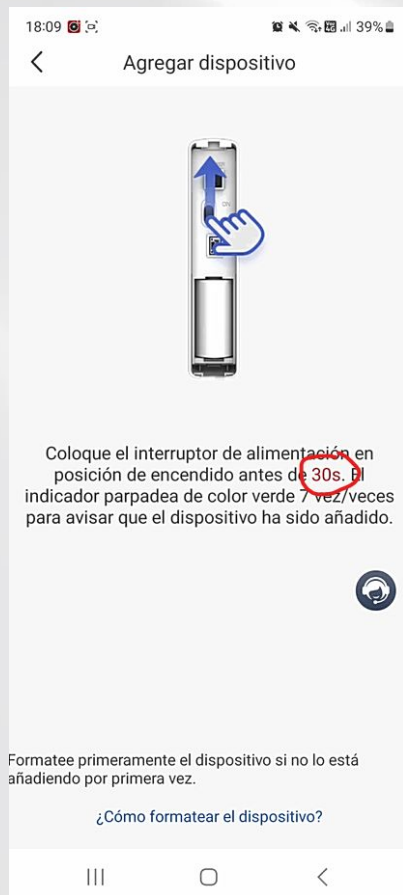 18:09 39%
Agregar dispositivo
ON
Coloque el interruptor de alimentación en
posición de encendido antes de 30s. El
indicador parpadea de color verde 7 vez/veces
para avisar que el dispositivo ha sido añadido.
Formatee primeramente el dispositivo si no lo está
añadiendo por primera vez.
¿Cómo formatear el dispositivo?